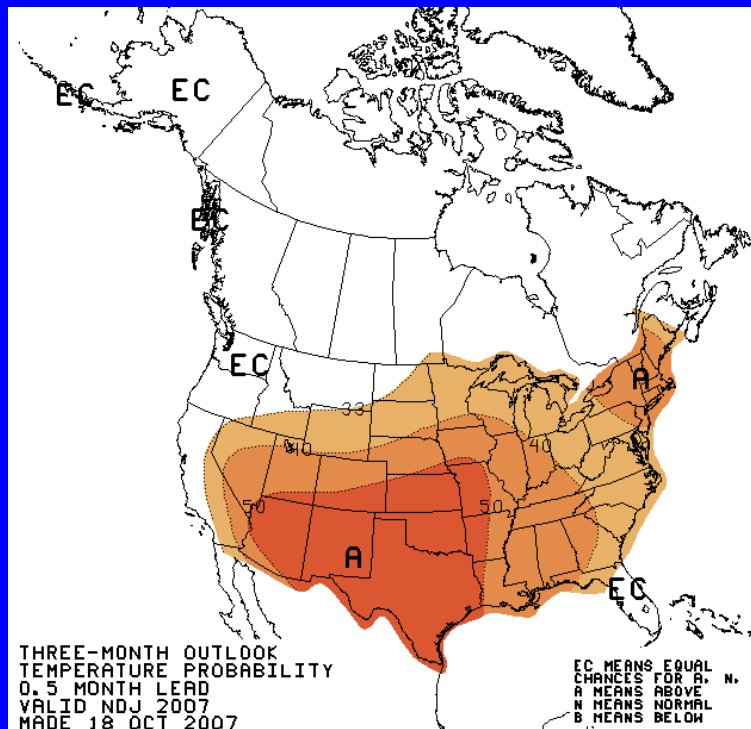 EC
EC
EC
EC
A
33
40
40
50
50
A
EC
THREE-MONTH OUTLOOK
TEMPERATURE PROBABILITY
0.5 MONTH LEAD
VALID NDJ 2007
MADE 18 OCT 2007
EC MEANS EQUAL
CHANCES FOR A, N,
A MEANS ABOVE
N MEANS NORMAL
B MEANS BELOW